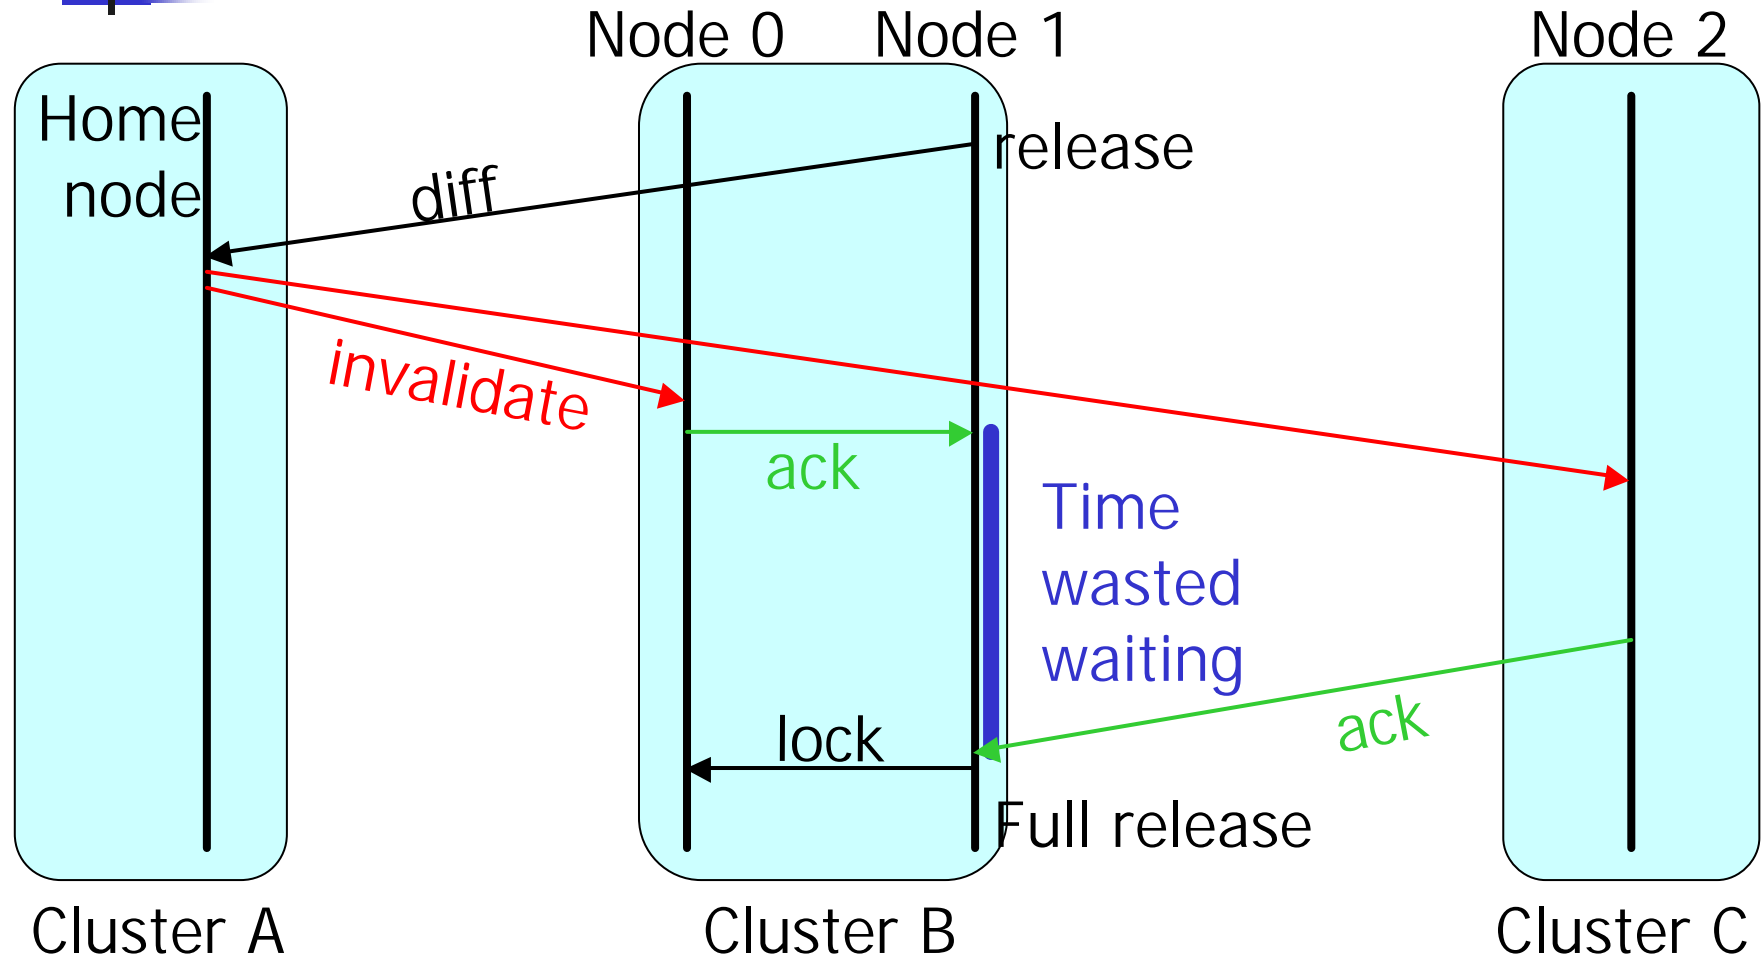 Node 0
Node 1
Node 2
Home
node
diff
release
invalidate
ack
Time
wasted
waiting
ack
lock
Full release
Cluster A
Cluster B
Cluster C